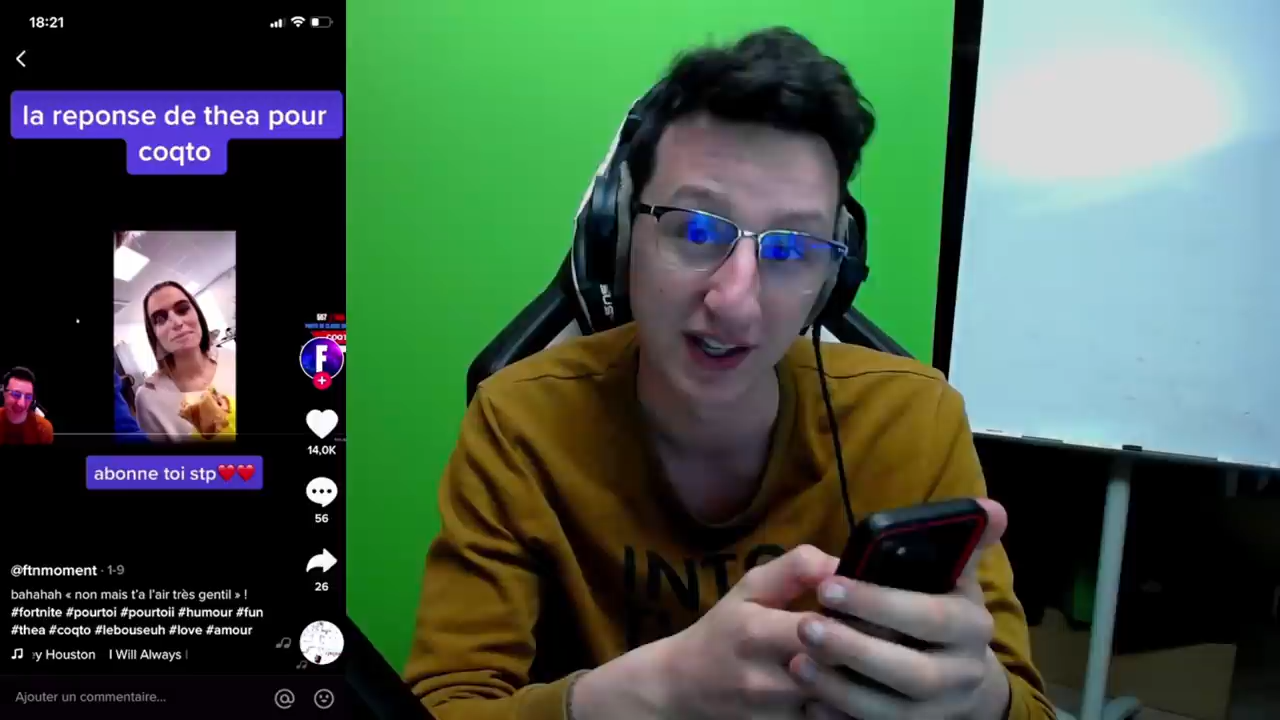 18:21
la reponse de thea pour
coqto
F
14,0K
abonne toi stp❤️❤️
56
26
@ftnmoment · 1-9
bahahah « non mais t'a l'air très gentil » !
#fortnite #pourtoi #pourtoii #humour #fun
#thea #coqto #lebouseuh #love #amour
ey Houston I Will Always
Ajouter un commentaire...
INTO